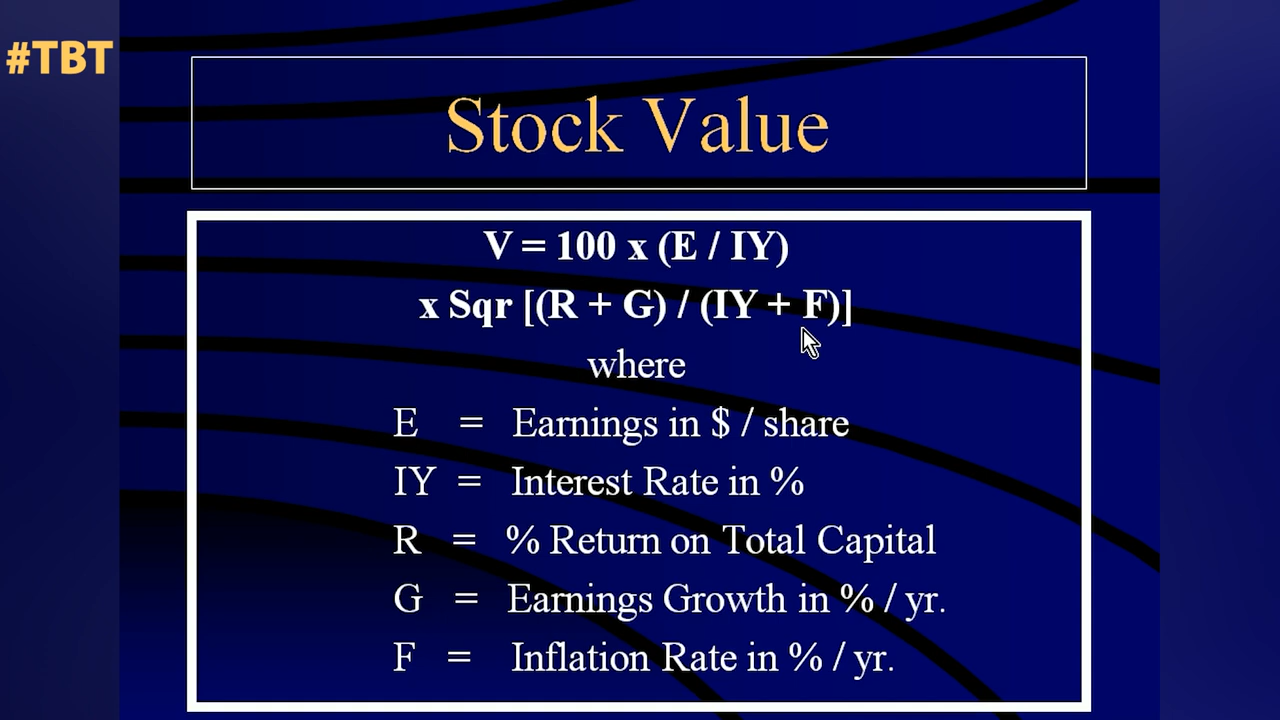 #TBT
Stock Value
V = 100 x (E / IY)
x Sqr [(R + G) / (IY + F)]
where
E = Earnings in $ / share
IY = Interest Rate in %
R = % Return on Total Capital
G = Earnings Growth in % / yr.
F = Inflation Rate in % / yr.